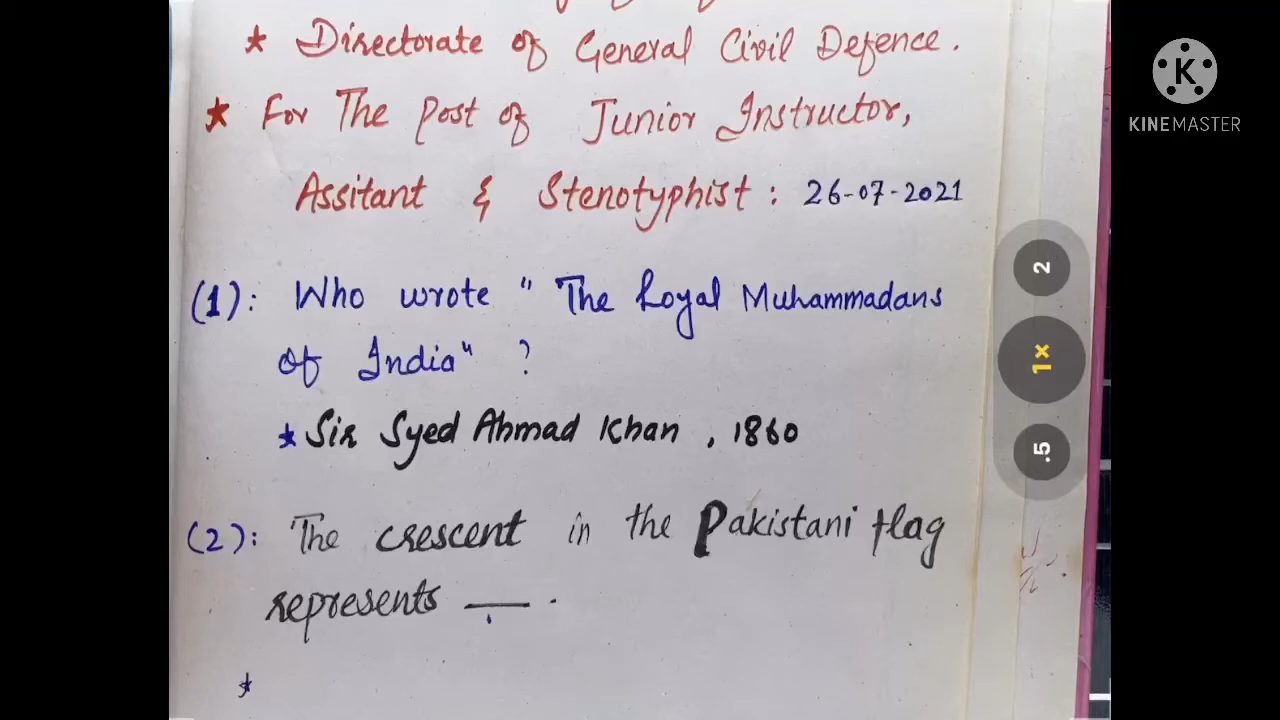 * Directorate of General Civil Defence.
* For The Post of Junior Instructor,
Assitant & Stenotyphist : 26-07-2021
(1): Who wrote " The Loyal Muhammadans
of India" ?
* Sir Syed Ahmad Khan , 1860
(2): The crescent in the Pakistani flag
represents ___ .
*
K
KINEMASTER
2
1×
.5